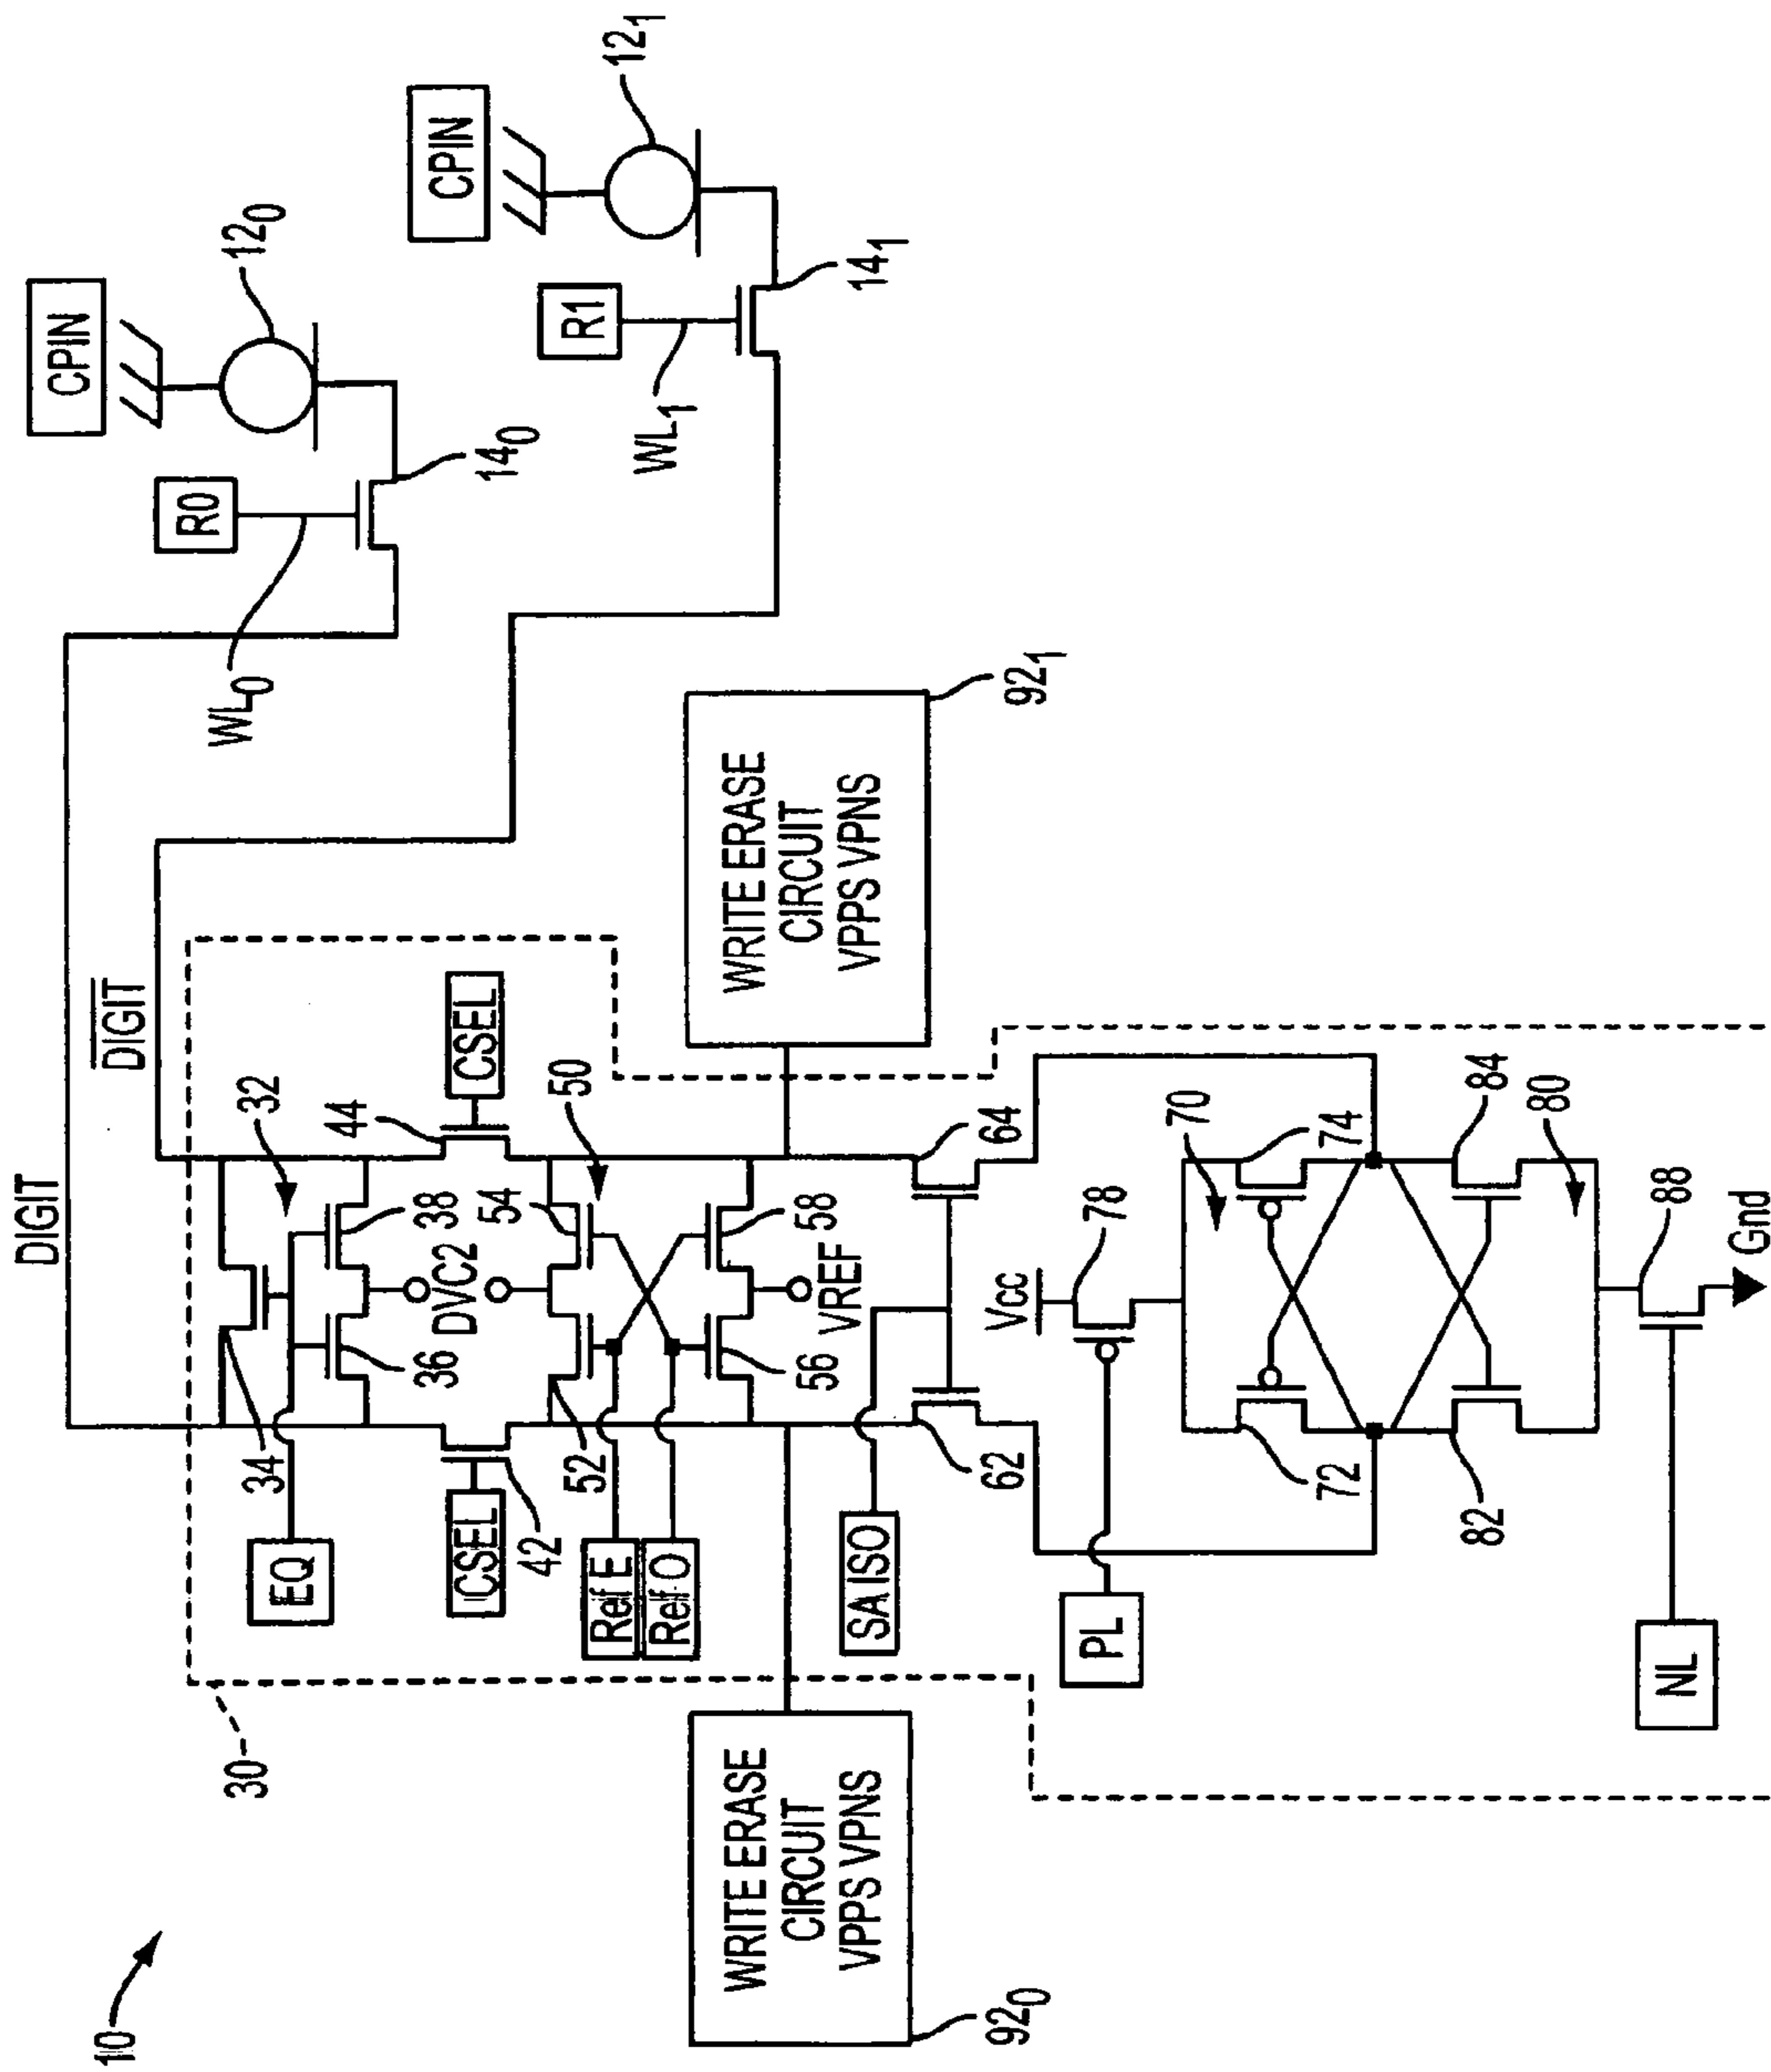 10
DIGIT
DIGIT
CPIN
12₀
CPIN
12₁
R0
14₀
WL₀
R1
14₁
WL₁
30
EQ
34
32
36
38
DVC2
CSEL
42
44
CSEL
50
52
54
Ref E
Ref O
56
58
VREF
WRITE ERASE
CIRCUIT
VPPS VPNS
92₀
WRITE ERASE
CIRCUIT
VPPS VPNS
92₁
SA ISO
62
64
Vcc
78
PL
70
72
74
82
84
80
NL
88
Gnd